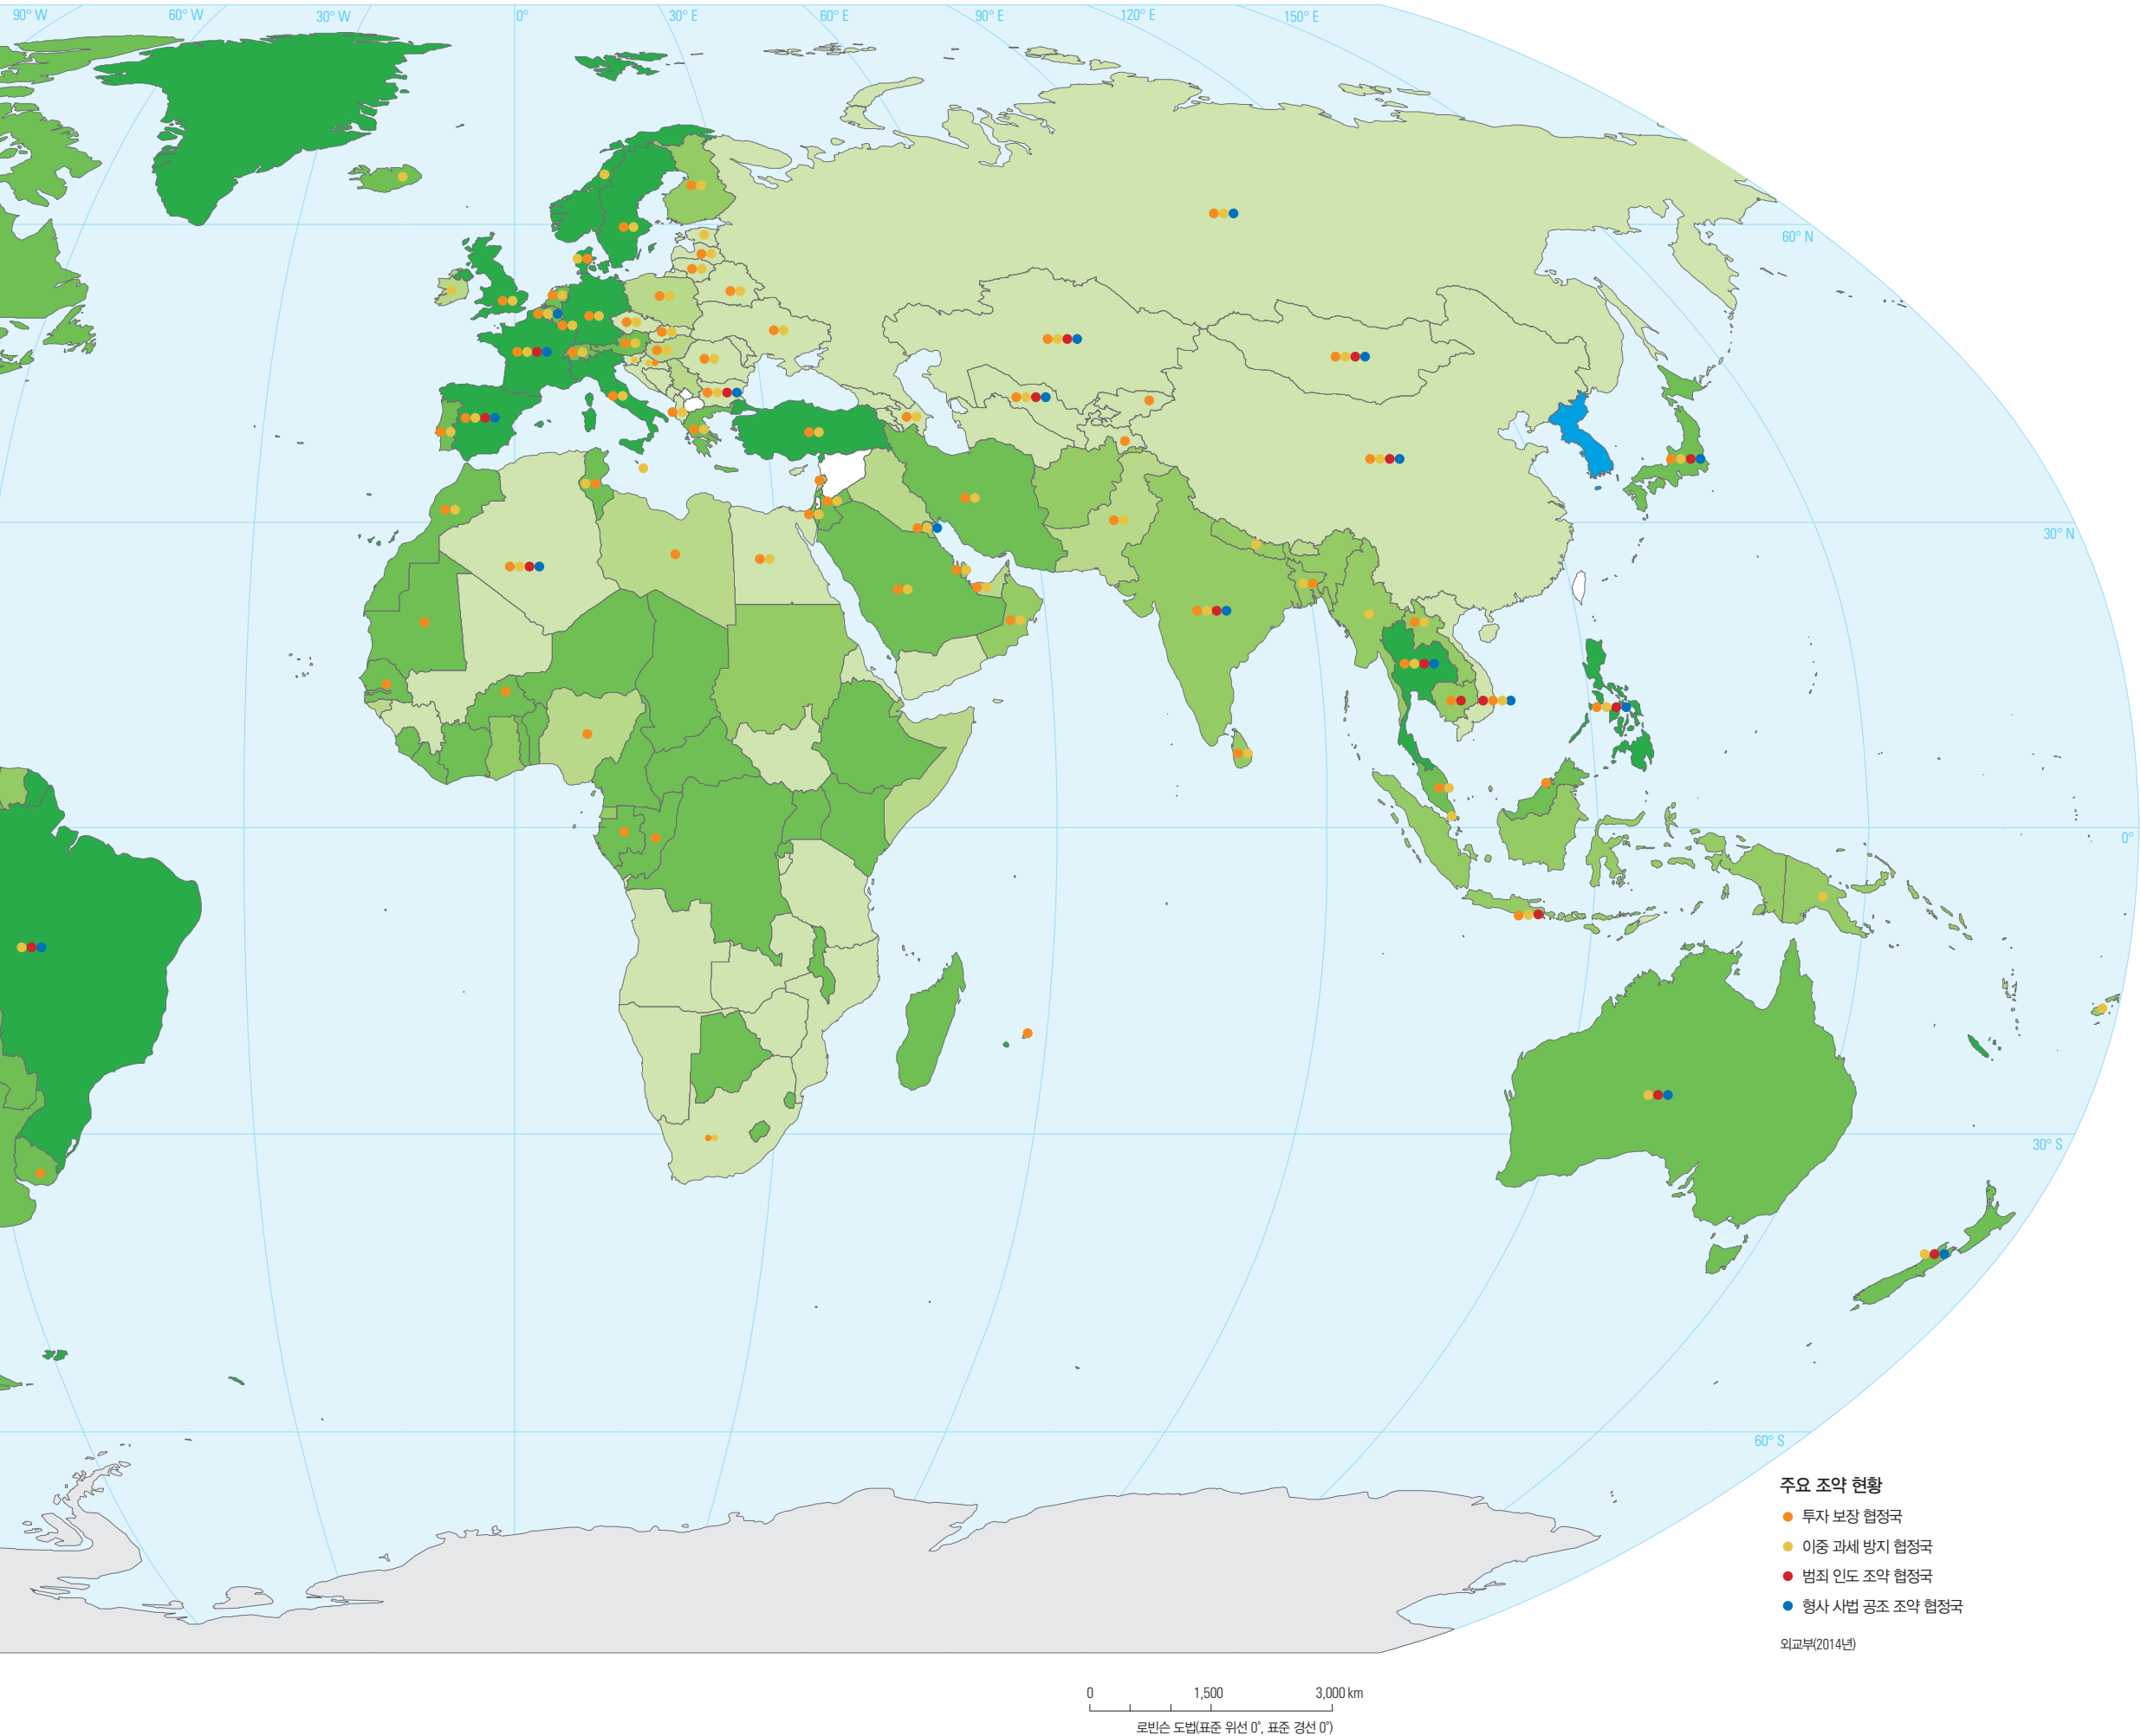 90° W
60° W
30° W
0°
30° E
60° E
90° E
120° E
150° E
60° N
30° N
0°
30° S
60° S
주요 조약 현황
투자 보장 협정국
이중 과세 방지 협정국
범죄 인도 조약 협정국
형사 사법 공조 조약 협정국
외교부(2014년)
0 1,500 3,000 km
로빈슨 도법(표준 위선 0°, 표준 경선 0°)